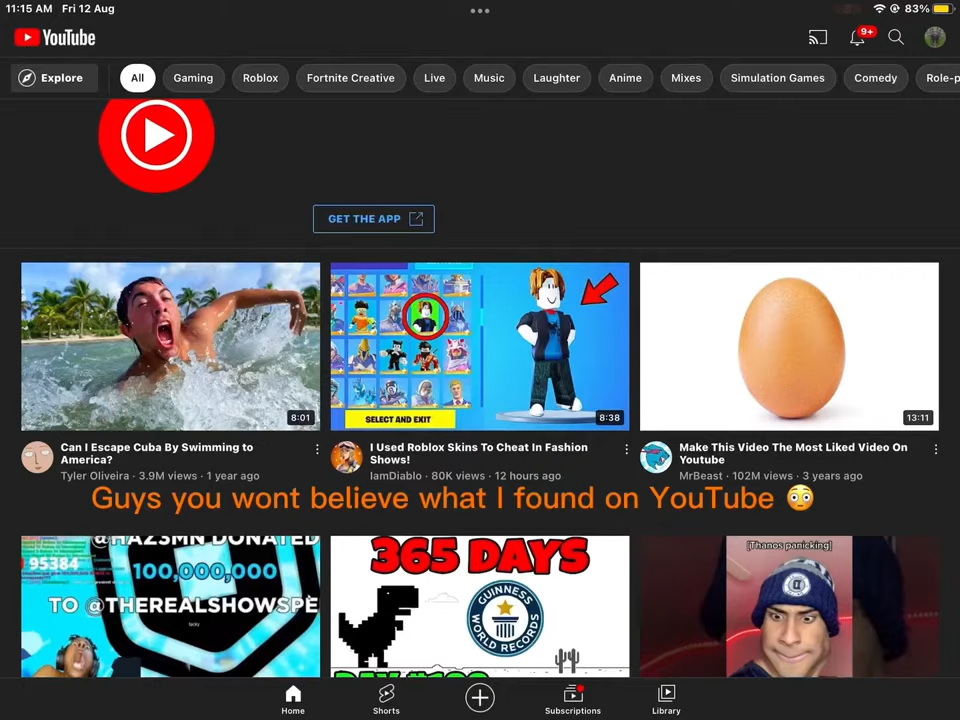 11:15 AM Fri 12 Aug
83%
YouTube
9+
Explore
All
Gaming
Roblox
Fortnite Creative
Live
Music
Laughter
Anime
Mixes
Simulation Games
Comedy
Role-p
GET THE APP
8:01
SELECT AND EXIT
8:38
13:11
Can I Escape Cuba By Swimming to
America?
Tyler Oliveira · 3.9M views · 1 year ago
I Used Roblox Skins To Cheat In Fashion
Shows!
IamDiablo · 80K views · 12 hours ago
Make This Video The Most Liked Video On
Youtube
MrBeast · 102M views · 3 years ago
Guys you wont believe what I found on YouTube 😳
@HAZ3MN DONATED
95384
100,000,000
TO @THEREALSHOWSPE
365 DAYS
GUINNESS
WORLD RECORDS
[Thanos panicking]
Home
Shorts
Subscriptions
Library